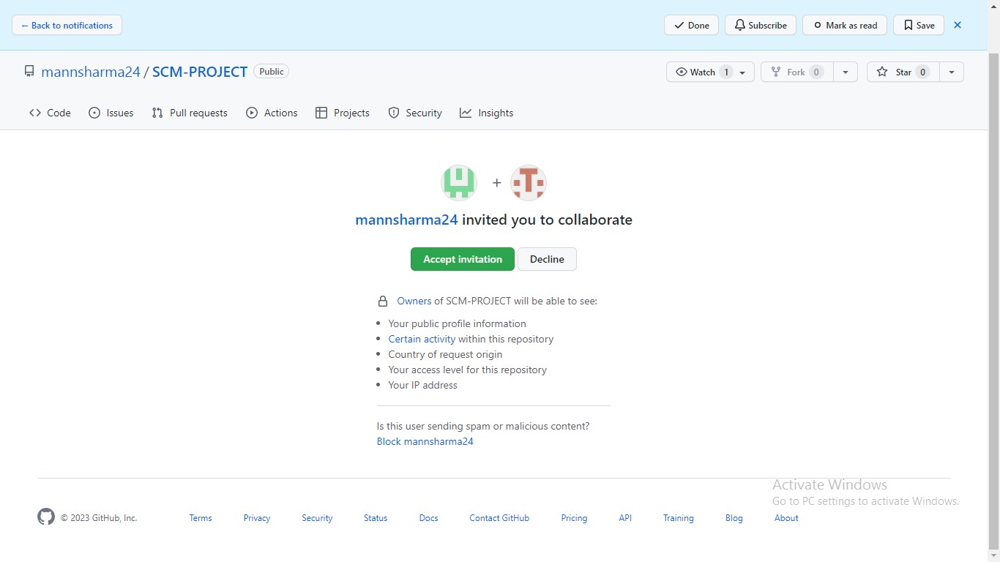 ← Back to notifications Done Subscribe Mark as read Save
mannsharma24 / SCM-PROJECT Public Watch 1 Fork 0 Star 0
Code Issues Pull requests Actions Projects Security Insights
+
mannsharma24 invited you to collaborate
Accept invitation Decline
Owners of SCM-PROJECT will be able to see:
• Your public profile information
• Certain activity within this repository
• Country of request origin
• Your access level for this repository
• Your IP address
Is this user sending spam or malicious content?
Block mannsharma24
Activate Windows
Go to PC settings to activate Windows.
© 2023 GitHub, Inc. Terms Privacy Security Status Docs Contact GitHub Pricing API Training Blog About